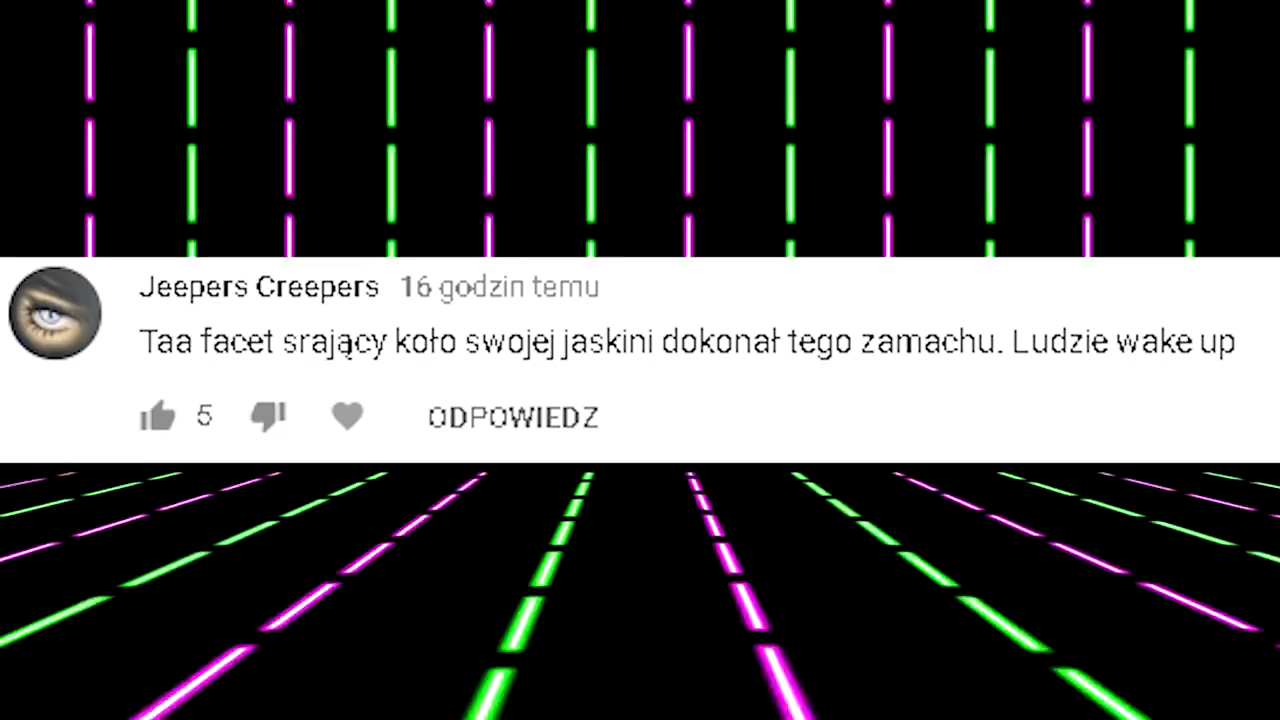 Jeepers Creepers 16 godzin temu
Taa facet srający koło swojej jaskini dokonał tego zamachu. Ludzie wake up
5 ODPOWIEDZ